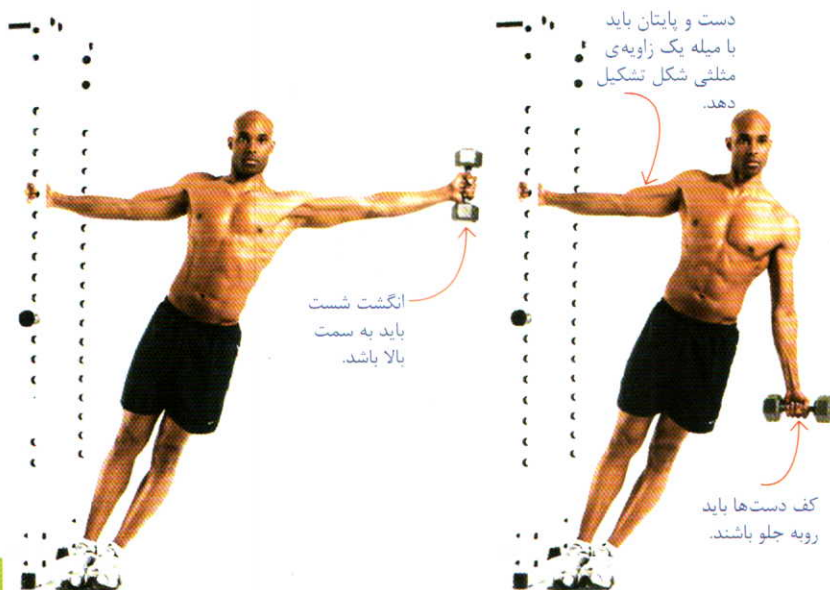 دست و پایتان باید
با میله یک زاویه‌ی
مثلثی شکل تشکیل
دهد.
انگشت شست
باید به سمت
بالا باشد.
کف دست‌ها باید
روبه جلو باشند.